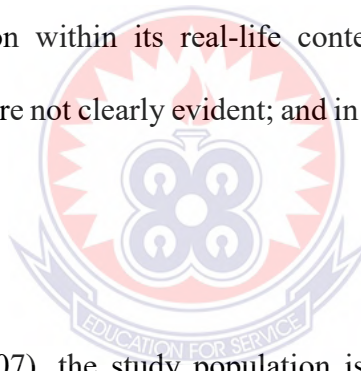 on within its real-life conte
re not clearly evident; and in
EDUCATION FOR SERVICE
07), the study population is